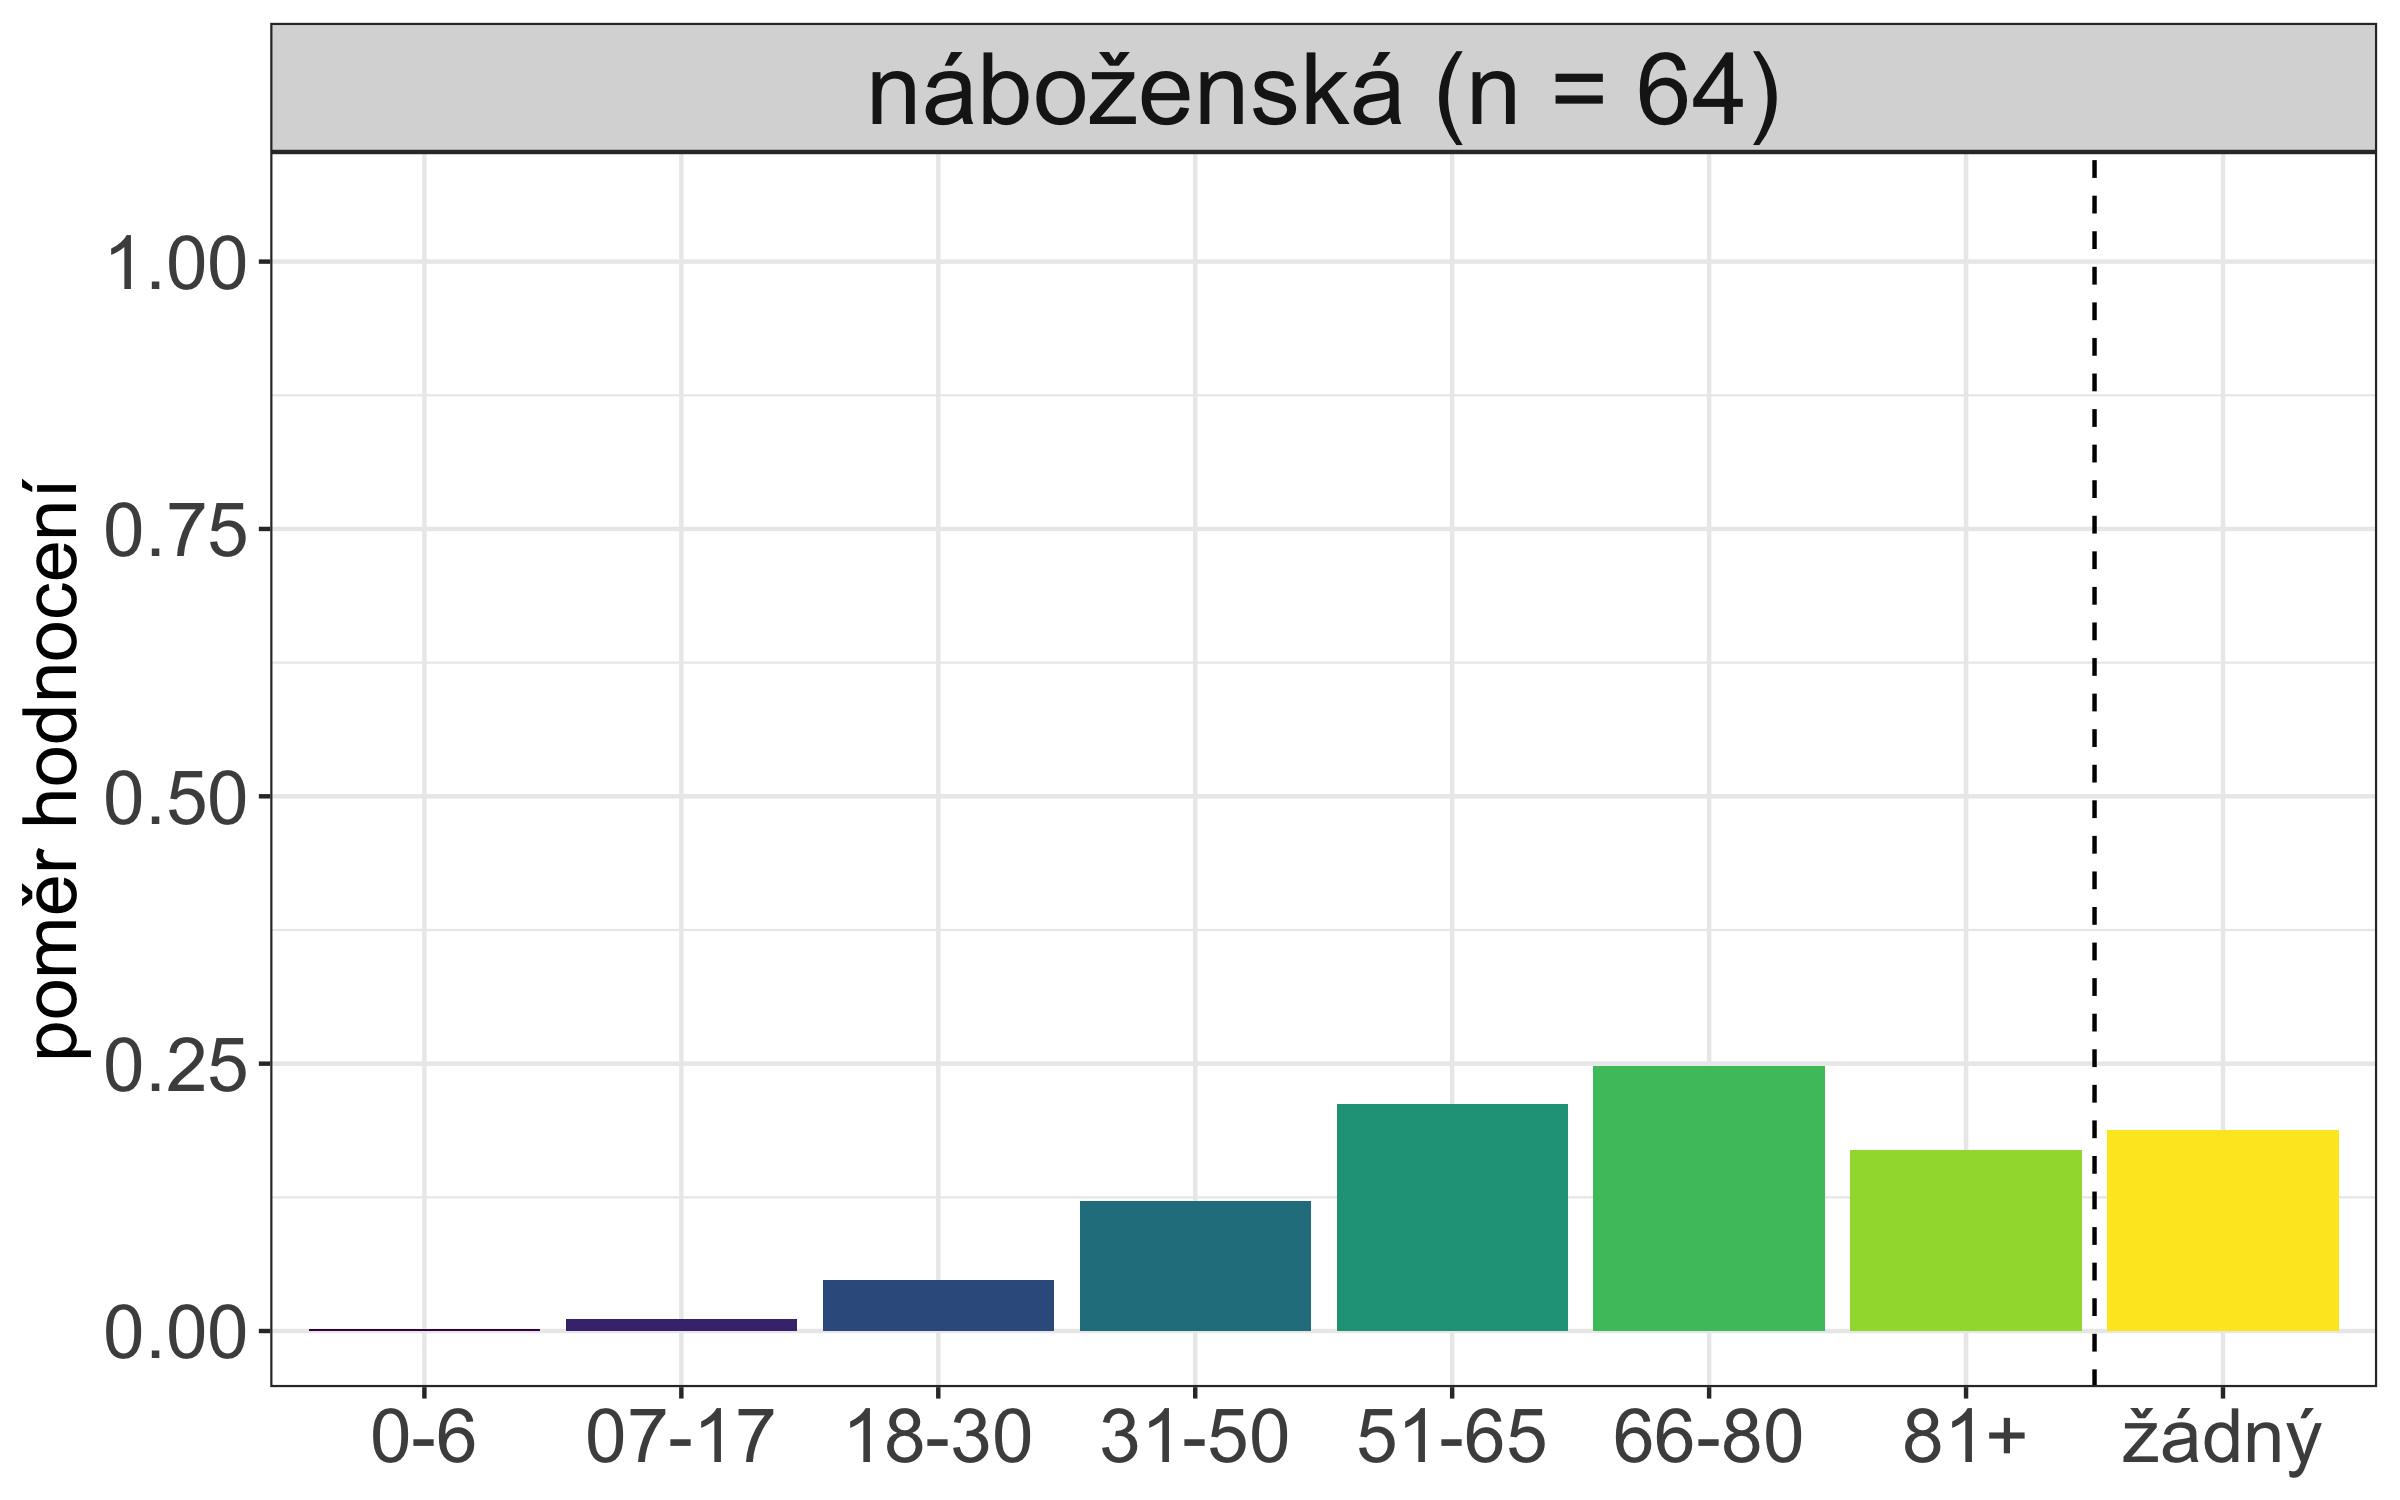 náboženská (n = 64)
poměr hodnocení
1.00
0.75
0.50
0.25
0.00
0-6 07-17 18-30 31-50 51-65 66-80 81+ žádný